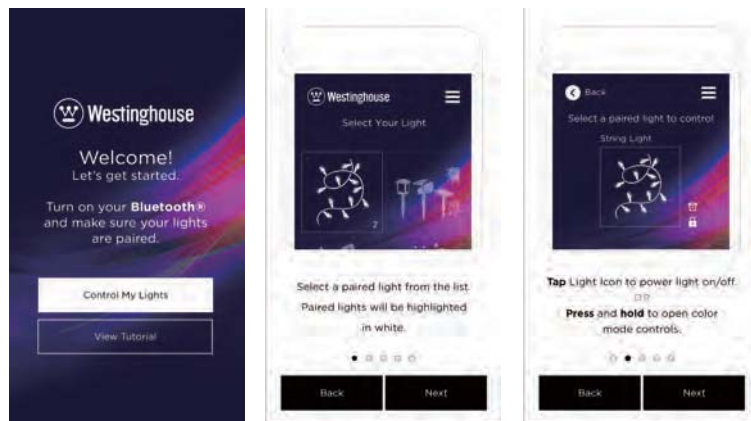 Westinghouse
Welcome!
Let's get started.
Turn on your Bluetooth®
and make sure your lights
are paired.
Control My Lights
View Tutorial
Westinghouse
Select Your Light
2
Select a paired light from the list
Paired lights will be highlighted
in white.
Back
Next
Back
Select a paired light to control
String Light
Tap Light Icon to power light on/off.
OR
Press and hold to open color
mode controls.
Back
Next